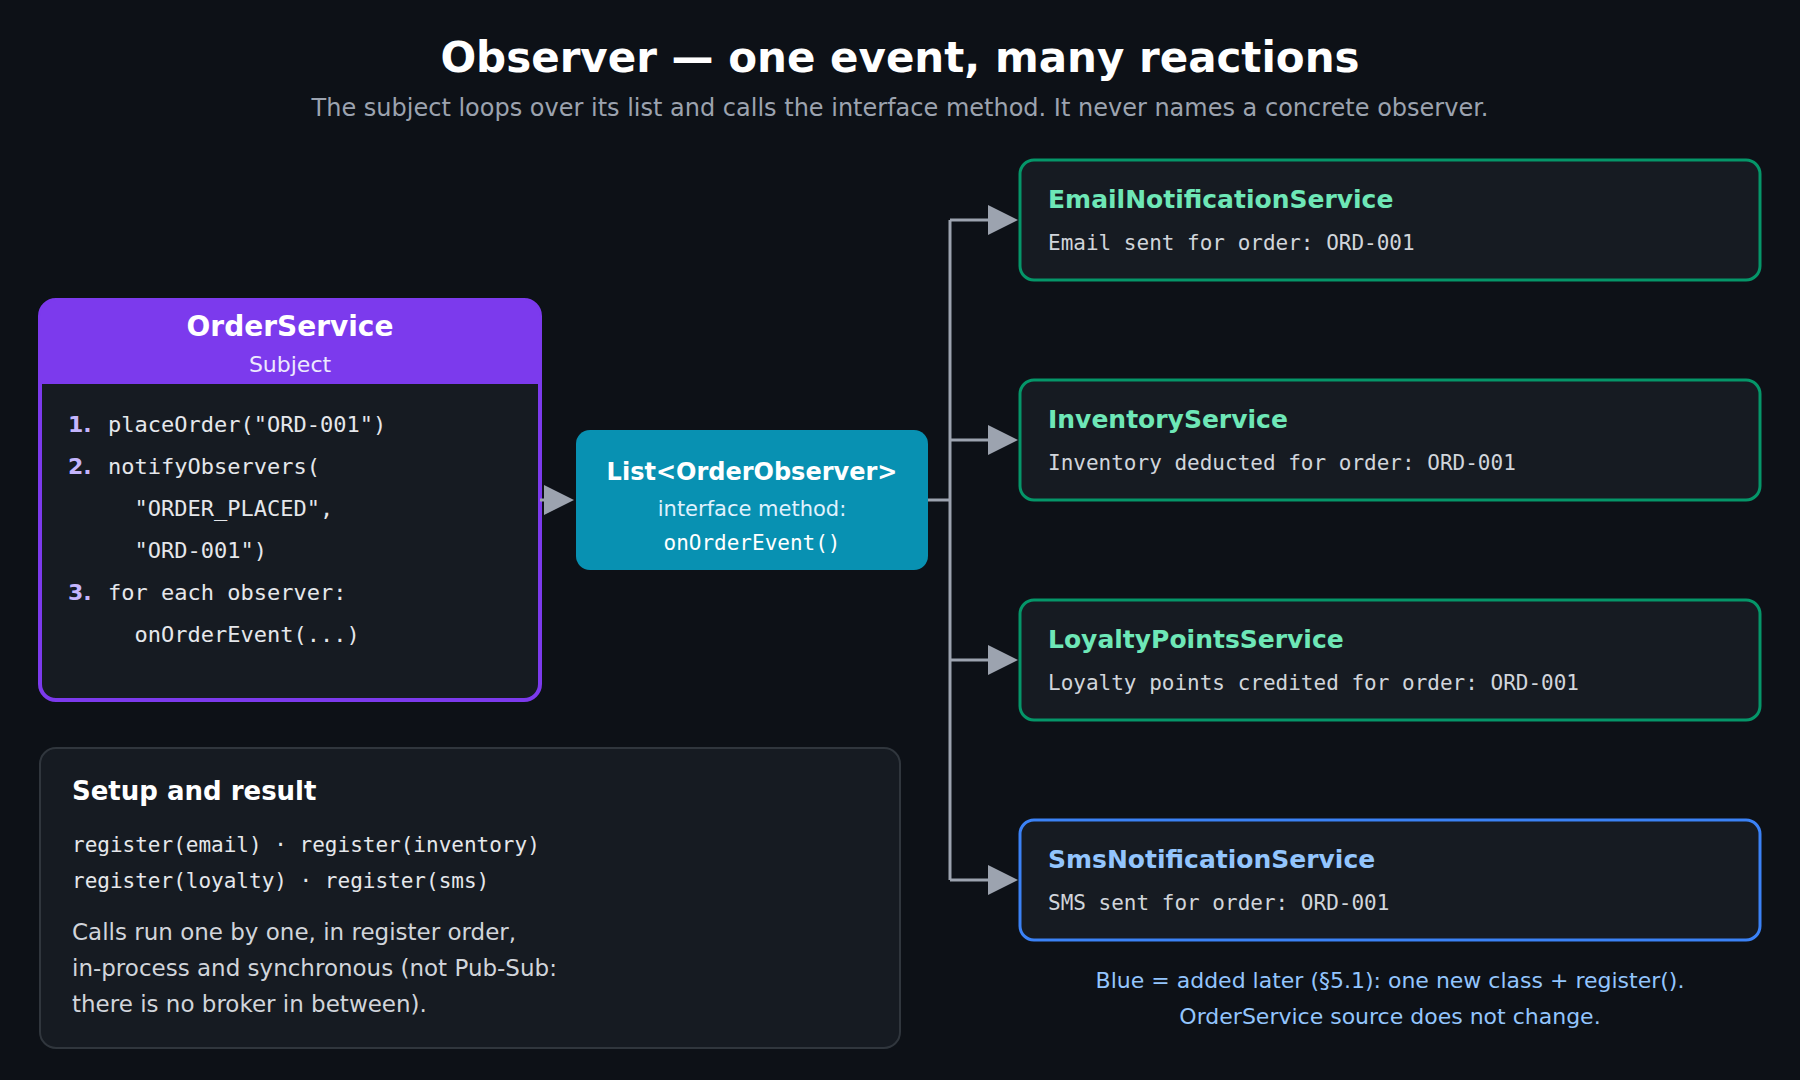 Observer — one event, many reactions
The subject loops over its list and calls the interface method. It never names a concrete observer.
OrderService
Subject
1. placeOrder("ORD-001")
2. notifyObservers(
"ORDER_PLACED",
"ORD-001")
3. for each observer:
onOrderEvent(...)
List<OrderObserver>
interface method:
onOrderEvent()
EmailNotificationService
Email sent for order: ORD-001
InventoryService
Inventory deducted for order: ORD-001
LoyaltyPointsService
Loyalty points credited for order: ORD-001
SmsNotificationService
SMS sent for order: ORD-001
Blue = added later (§5.1): one new class + register().
OrderService source does not change.
Setup and result
register(email) · register(inventory)
register(loyalty) · register(sms)
Calls run one by one, in register order,
in-process and synchronous (not Pub-Sub:
there is no broker in between).